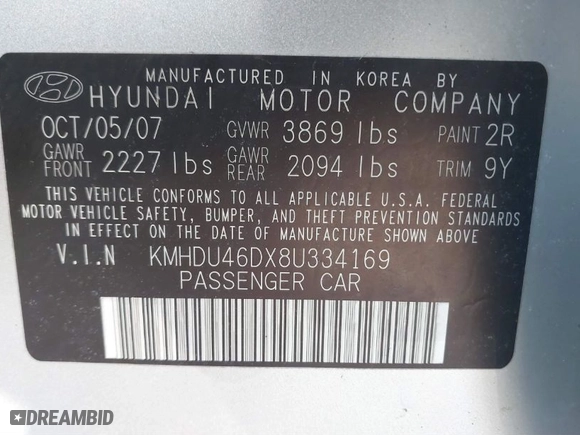 MANUFACTURED IN KOREA BY
HYUNDAI MOTOR COMPANY
OCT/05/07 GVWR 3869 lbs PAINT 2R
GAWR FRONT 2227 lbs GAWR REAR 2094 lbs TRIM 9Y
THIS VEHICLE CONFORMS TO ALL APPLICABLE U.S.A. FEDERAL
MOTOR VEHICLE SAFETY, BUMPER, AND THEFT PREVENTION STANDARDS
IN EFFECT ON THE DATE OF MANUFACTURE SHOWN ABOVE
V.I.N KMHDU46DX8U334169
PASSENGER CAR
DREAMBID